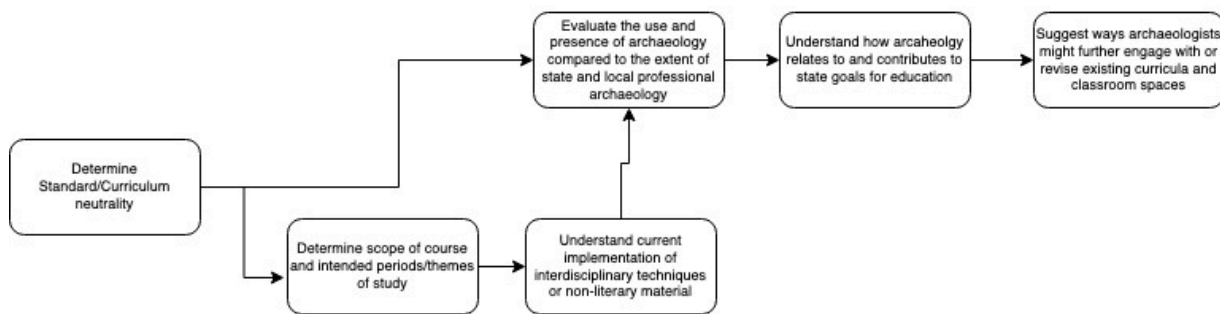 Determine
Standard/Curriculum
neutrality
Determine scope of course
and intended periods/themes
of study
Understand current
implementation of
interdisciplinary techniques
or non-literary material
Evaluate the use and
presence of archaeology
compared to the extent of
state and local professional
archaeology
Understand how arcaheolgy
relates to and contributes to
state goals for education
Suggest ways archaeologists
might further engage with or
revise existing curricula and
classroom spaces